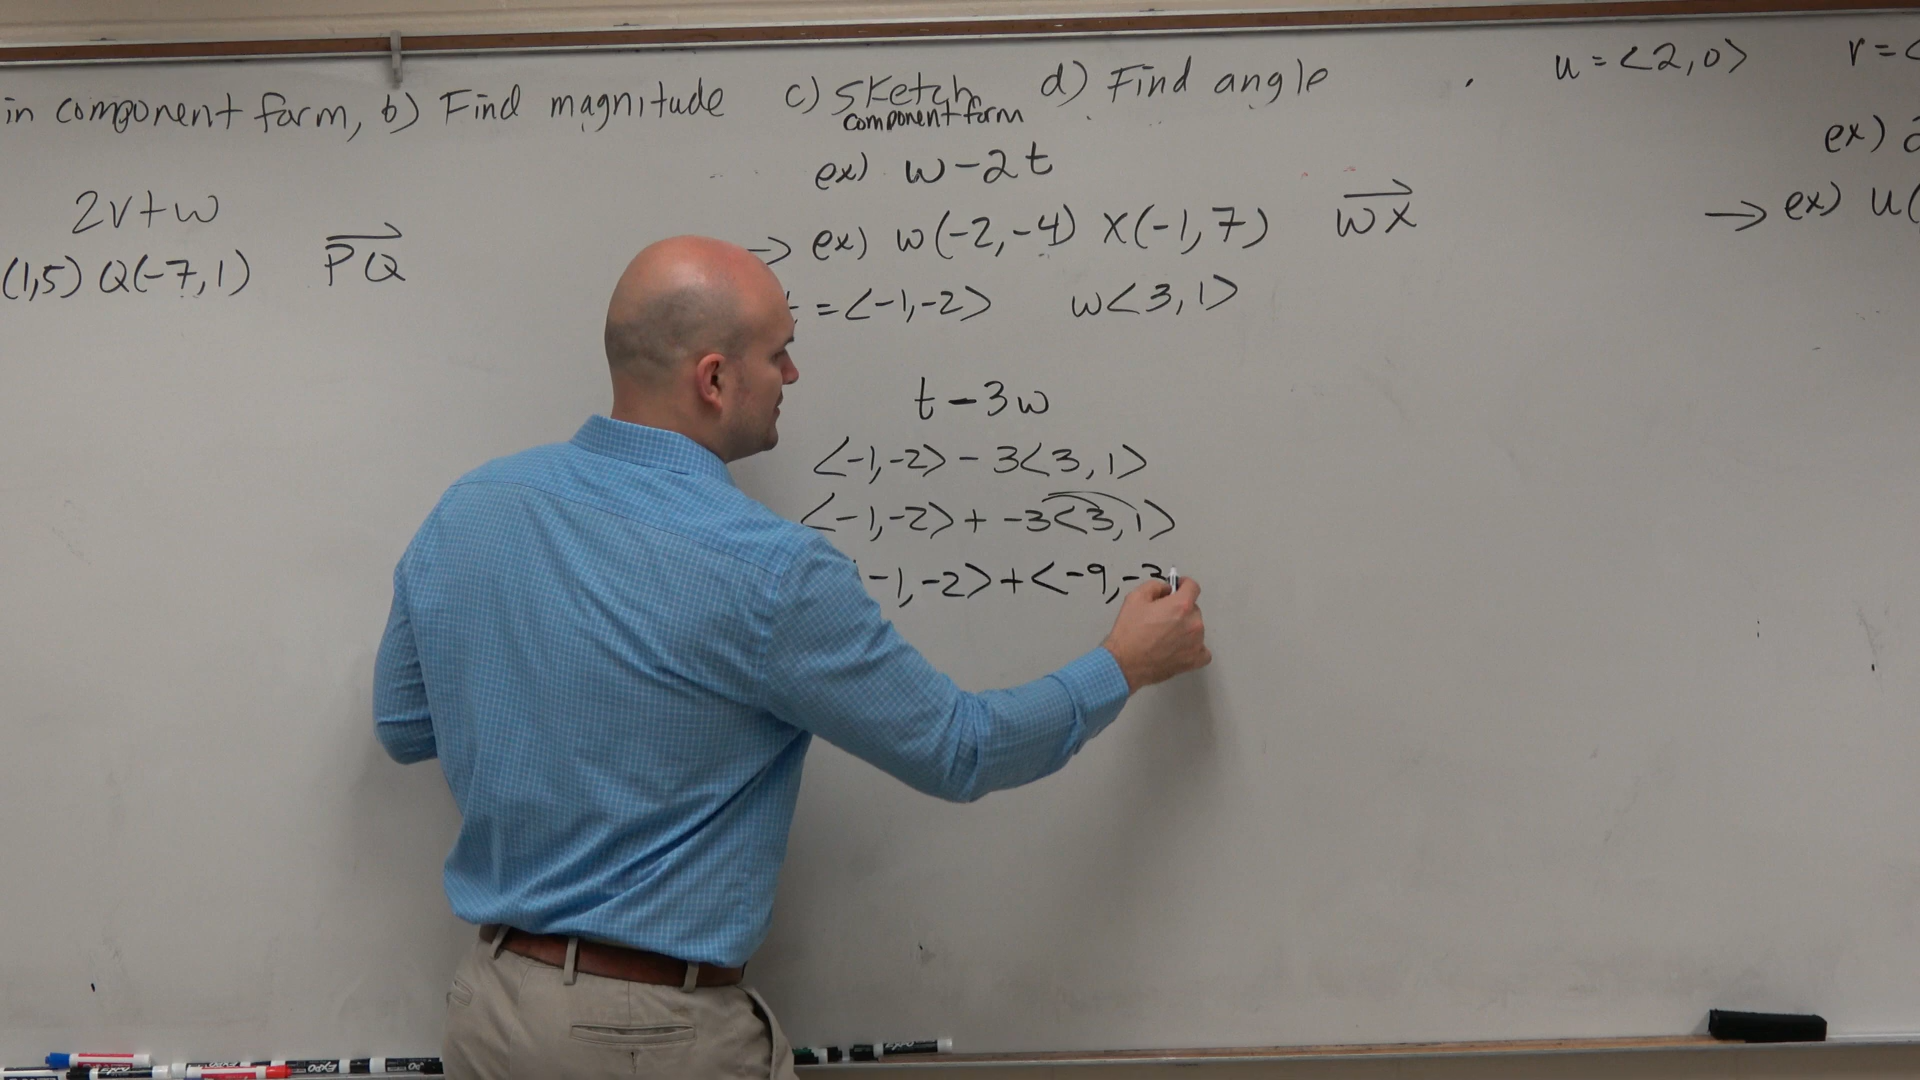 in component form, b) Find magnitude c) sketch component form d) Find angle
2v+w
(1,5) Q(-7,1) PQ
ex) w-2t
→ ex) w(-2,-4) X(-1,7) WX
t = <-1,-2> w<3,1>
t-3w
<-1,-2> - 3<3,1>
<-1,-2> + -3<3,1>
-1,-2> + <-9,-3
u = <2,0> r = <
ex)
→ ex) u(
EXPO
EXPO